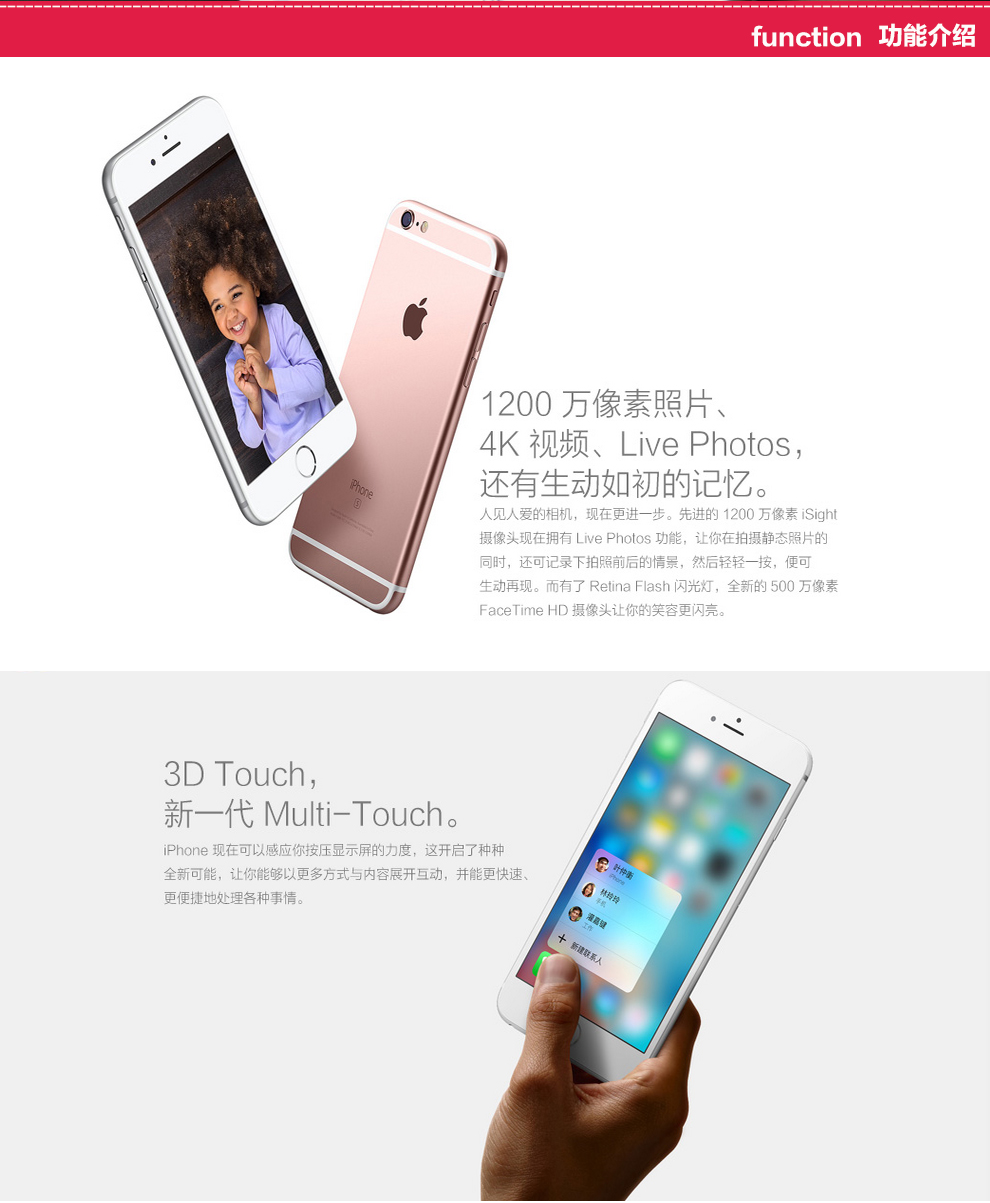 function 功能介绍
1200 万像素照片、
4K 视频、Live Photos，
还有生动如初的记忆。
人见人爱的相机，现在更进一步。先进的 1200 万像素 iSight
摄像头现在拥有 Live Photos 功能，让你在拍摄静态照片的
同时，还可记录下拍照前后的情景，然后轻轻一按，便可
生动再现。而有了 Retina Flash 闪光灯，全新的 500 万像素
FaceTime HD 摄像头让你的笑容更闪亮。
iPhone
S
3D Touch，
新一代 Multi-Touch。
iPhone 现在可以感应你按压显示屏的力度，这开启了种种
全新可能，让你能够以更多方式与内容展开互动，并能更快速、
更便捷地处理各种事情。
叶仲衡
iPhone
林玲玲
手机
潘嘉键
工作
新建联系人